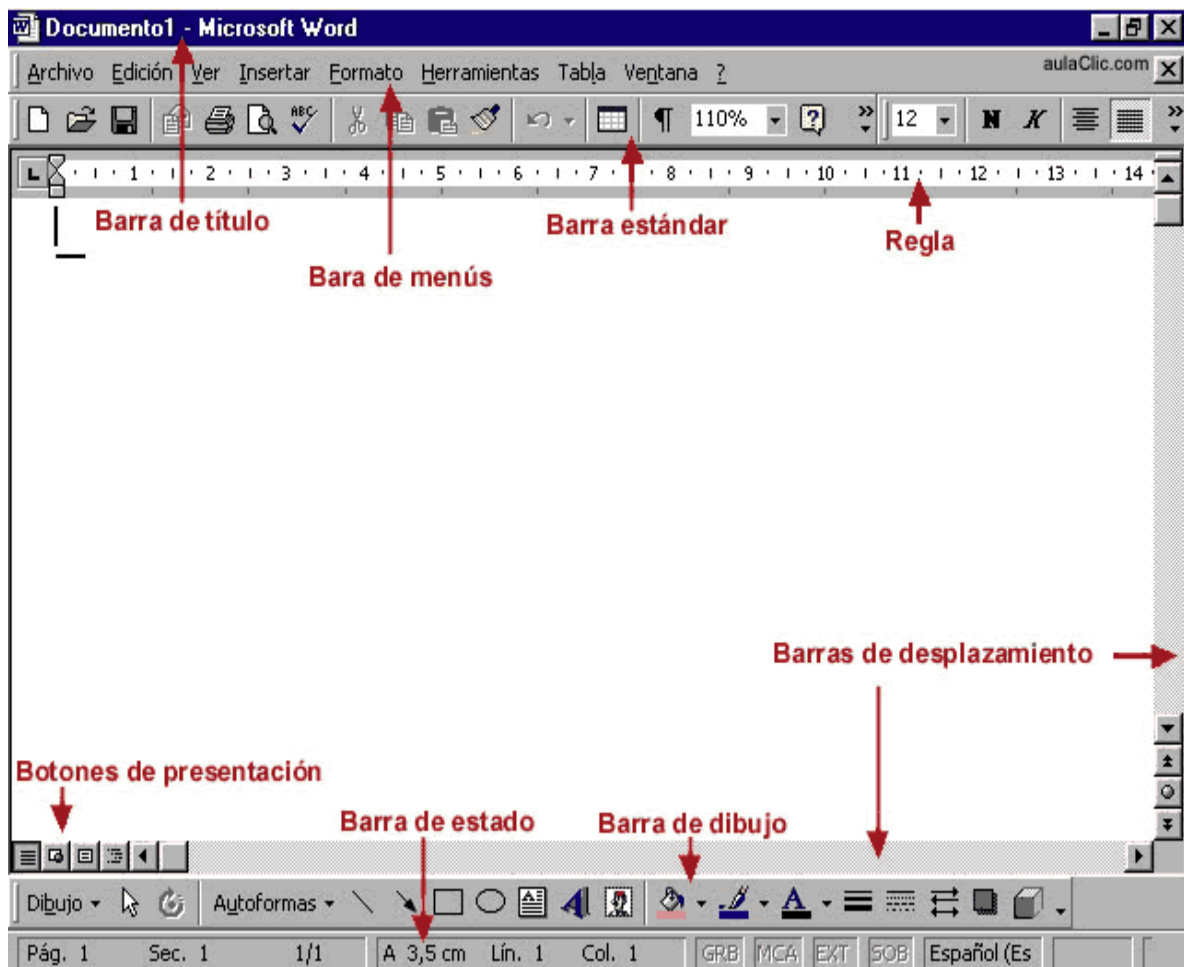 Documento1 - Microsoft Word
Archivo Edición Ver Insertar Formato Herramientas Tabla Ventana ?
aulaClic.com
ABC 110% 12 N K
1 2 3 4 5 6 7 8 9 10 11 12 13 14
Barra de título
Barra estándar
Regla
Bara de menús
Barras de desplazamiento
Botones de presentación
Barra de estado
Barra de dibujo
Dibujo Autoformas A A
Pág. 1 Sec. 1 1/1 A 3,5 cm Lín. 1 Col. 1 GRB MCA EXT SOB Español (Es